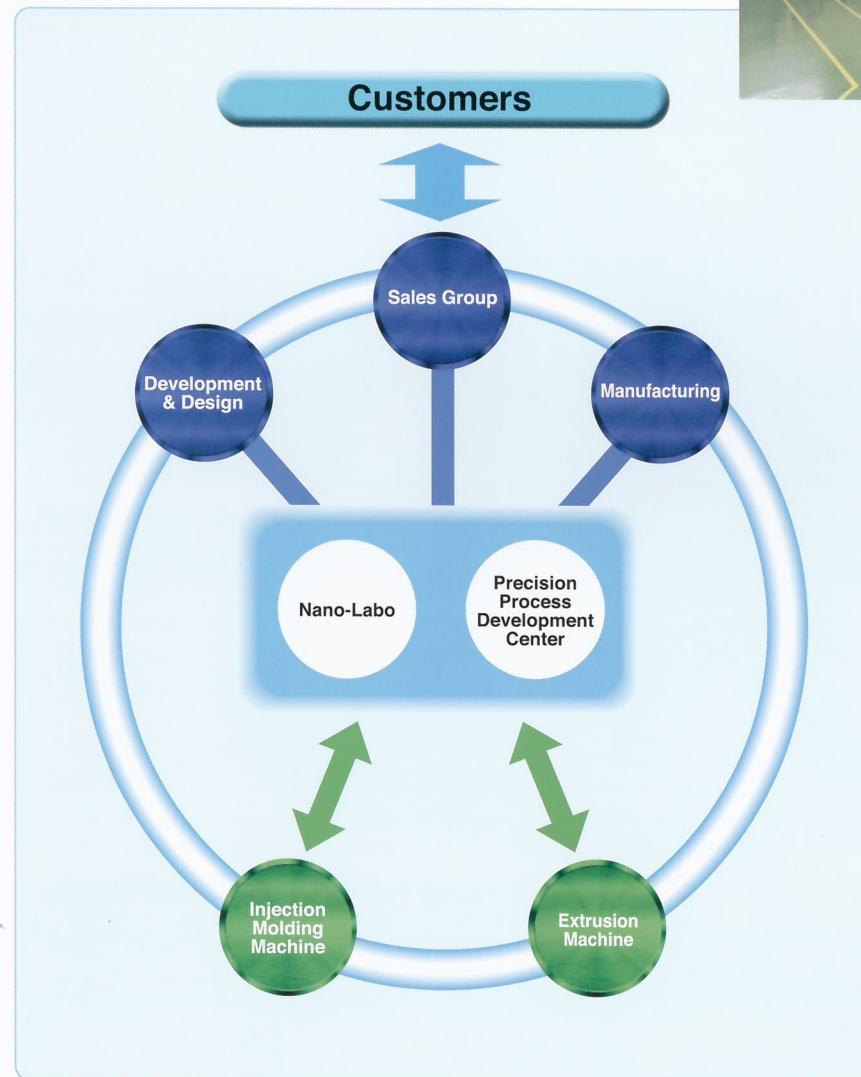 Customers
Sales Group
Development
& Design
Manufacturing
Nano-Labo
Precision
Process
Development
Center
Injection
Molding
Machine
Extrusion
Machine